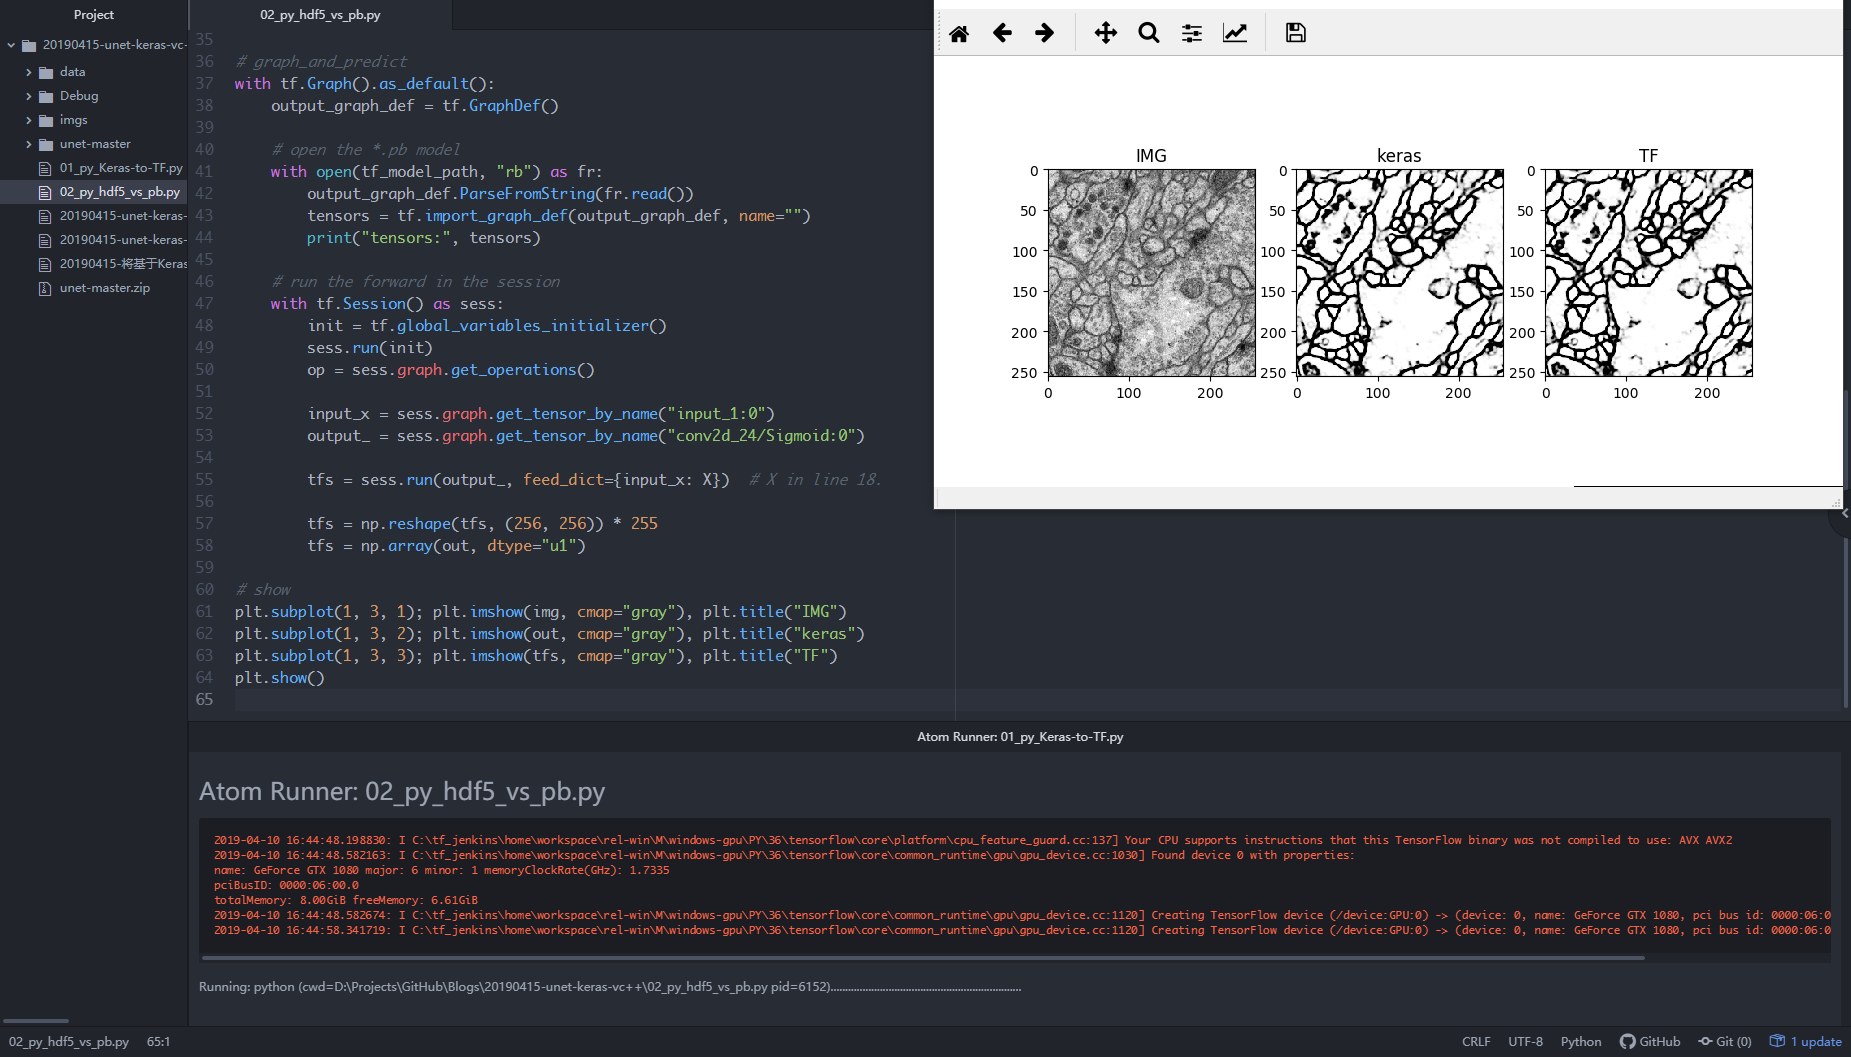 Project
20190415-unet-keras-vc-
data
Debug
imgs
unet-master
01_py_Keras-to-TF.py
02_py_hdf5_vs_pb.py
20190415-unet-keras-
20190415-unet-keras-
20190415-将基于Keras
unet-master.zip
02_py_hdf5_vs_pb.py
35
36 # graph_and_predict
37 with tf.Graph().as_default():
38 output_graph_def = tf.GraphDef()
39
40 # open the *.pb model
41 with open(tf_model_path, "rb") as fr:
42 output_graph_def.ParseFromString(fr.read())
43 tensors = tf.import_graph_def(output_graph_def, name="")
44 print("tensors:", tensors)
45
46 # run the forward in the session
47 with tf.Session() as sess:
48 init = tf.global_variables_initializer()
49 sess.run(init)
50 op = sess.graph.get_operations()
51
52 input_x = sess.graph.get_tensor_by_name("input_1:0")
53 output_ = sess.graph.get_tensor_by_name("conv2d_24/Sigmoid:0")
54
55 tfs = sess.run(output_, feed_dict={input_x: X}) # X in line 18.
56
57 tfs = np.reshape(tfs, (256, 256)) * 255
58 tfs = np.array(out, dtype="u1")
59
60 # show
61 plt.subplot(1, 3, 1); plt.imshow(img, cmap="gray"), plt.title("IMG")
62 plt.subplot(1, 3, 2); plt.imshow(out, cmap="gray"), plt.title("keras")
63 plt.subplot(1, 3, 3); plt.imshow(tfs, cmap="gray"), plt.title("TF")
64 plt.show()
65
IMG
0
50
100
150
200
250
0 100 200
keras
0
50
100
150
200
250
0 100 200
TF
0
50
100
150
200
250
0 100 200
Atom Runner: 01_py_Keras-to-TF.py
Atom Runner: 02_py_hdf5_vs_pb.py
2019-04-10 16:44:48.198830: I C:\tf_jenkins\home\workspace\rel-win\M\windows-gpu\PY\36\tensorflow\core\platform\cpu_feature_guard.cc:137] Your CPU supports instructions that this TensorFlow binary was not compiled to use: AVX AVX2
2019-04-10 16:44:48.582163: I C:\tf_jenkins\home\workspace\rel-win\M\windows-gpu\PY\36\tensorflow\core\common_runtime\gpu\gpu_device.cc:1030] Found device 0 with properties:
name: GeForce GTX 1080 major: 6 minor: 1 memoryClockRate(GHz): 1.7335
pciBusID: 0000:06:00.0
totalMemory: 8.00GiB freeMemory: 6.61GiB
2019-04-10 16:44:48.582674: I C:\tf_jenkins\home\workspace\rel-win\M\windows-gpu\PY\36\tensorflow\core\common_runtime\gpu\gpu_device.cc:1120] Creating TensorFlow device (/device:GPU:0) -> (device: 0, name: GeForce GTX 1080, pci bus id: 0000:06:0
2019-04-10 16:44:58.341719: I C:\tf_jenkins\home\workspace\rel-win\M\windows-gpu\PY\36\tensorflow\core\common_runtime\gpu\gpu_device.cc:1120] Creating TensorFlow device (/device:GPU:0) -> (device: 0, name: GeForce GTX 1080, pci bus id: 0000:06:0
Running: python (cwd=D:\Projects\GitHub\Blogs\20190415-unet-keras-vc++\02_py_hdf5_vs_pb.py pid=6152)..................................................................
02_py_hdf5_vs_pb.py 65:1
CRLF UTF-8 Python GitHub Git (0) 1 update